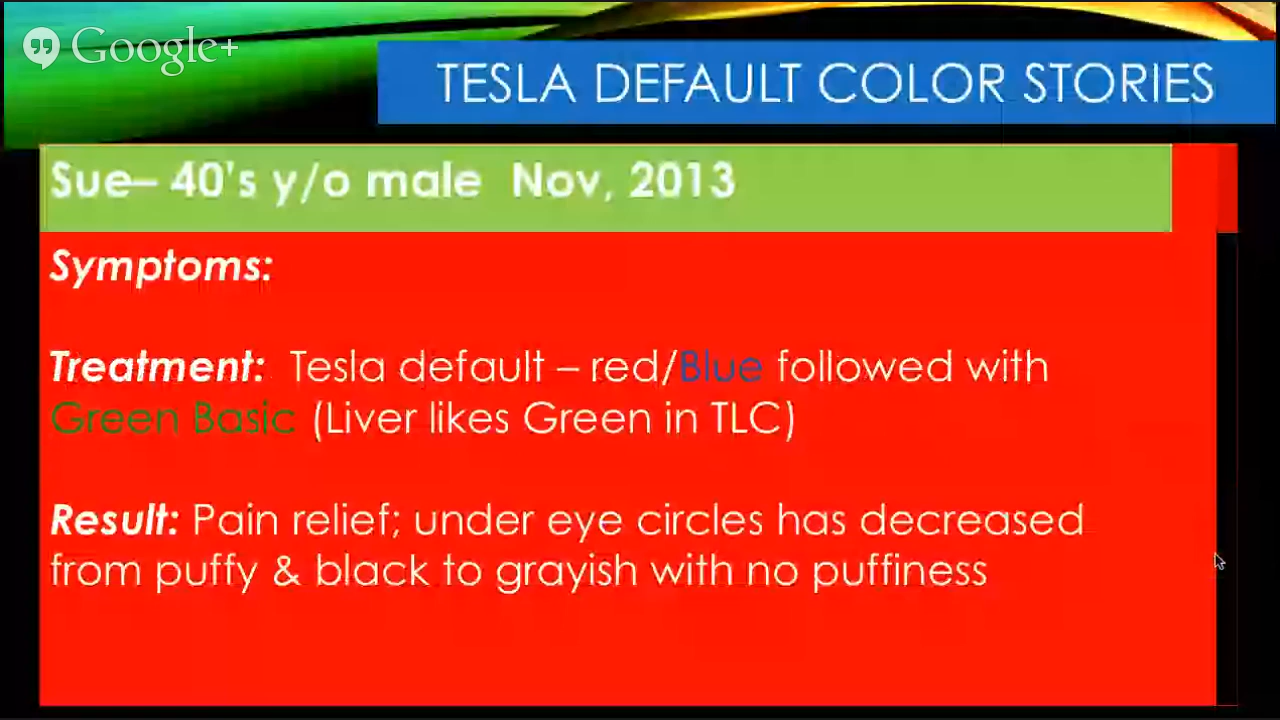 Google+
TESLA DEFAULT COLOR STORIES
Sue– 40's y/o male  Nov, 2013
Symptoms:
Treatment:  Tesla default – red/Blue followed with
Green Basic (Liver likes Green in TLC)
Result: Pain relief; under eye circles has decreased
from puffy & black to grayish with no puffiness